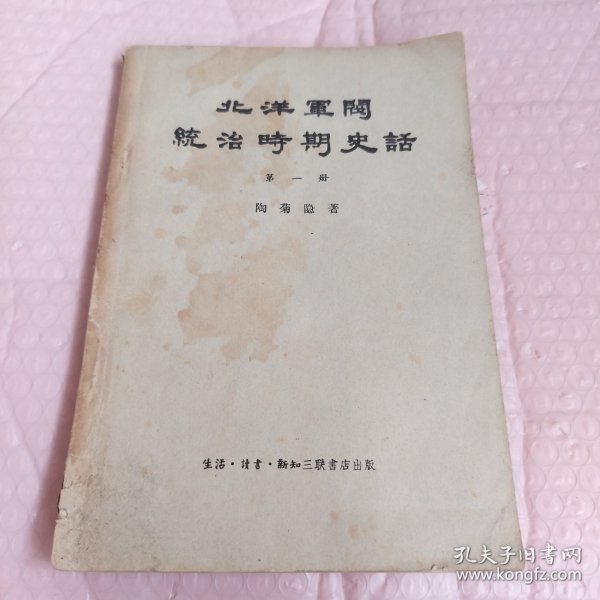 北洋軍閥
統治時期史話
第一册
陶菊隐著
生活·讀書·新知三联書店出版
孔夫子旧书网
www.kongfz.com